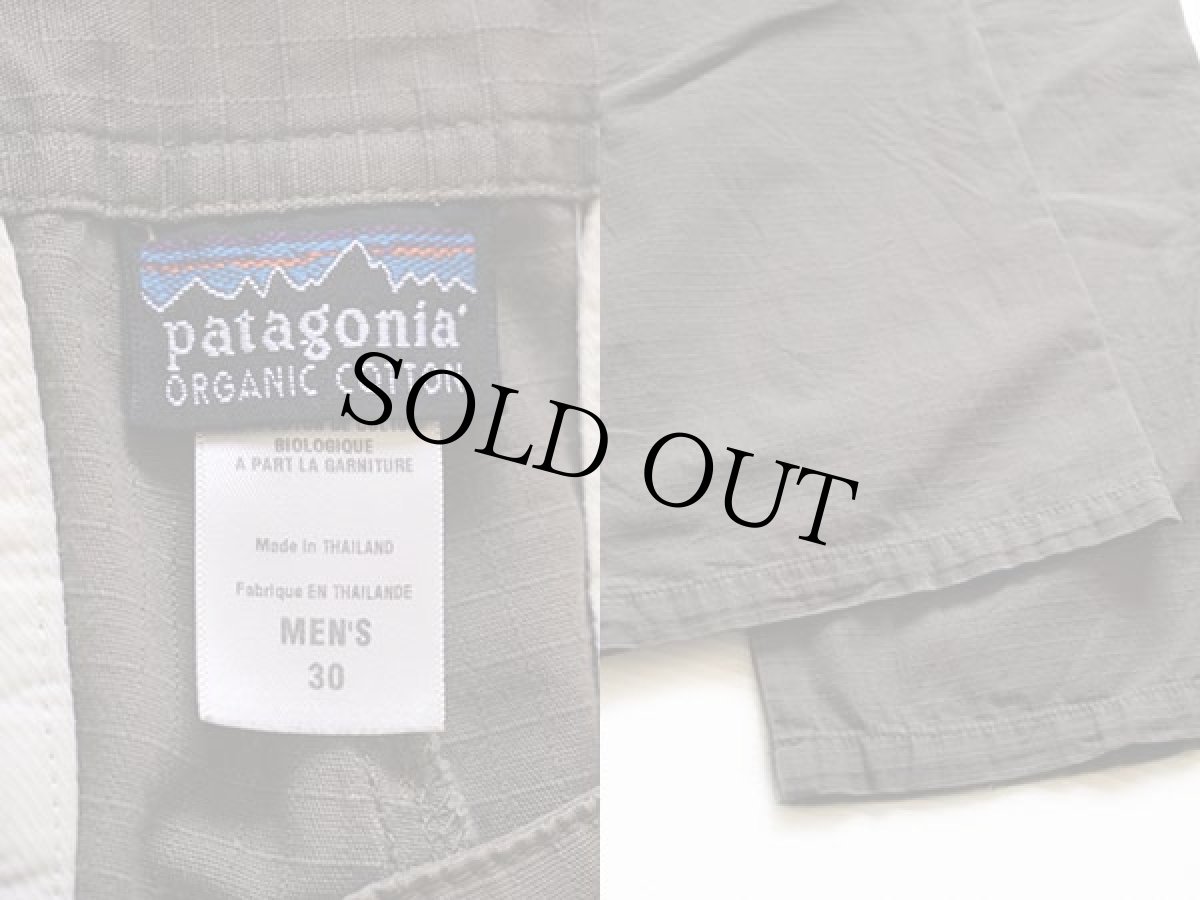 patagonia
ORGANIC COTTON
BIOLOGIQUE
A PART LA GARNITURE
Made in THAILAND
Fabrique EN THAILANDE
MEN'S
30
SOLD OUT